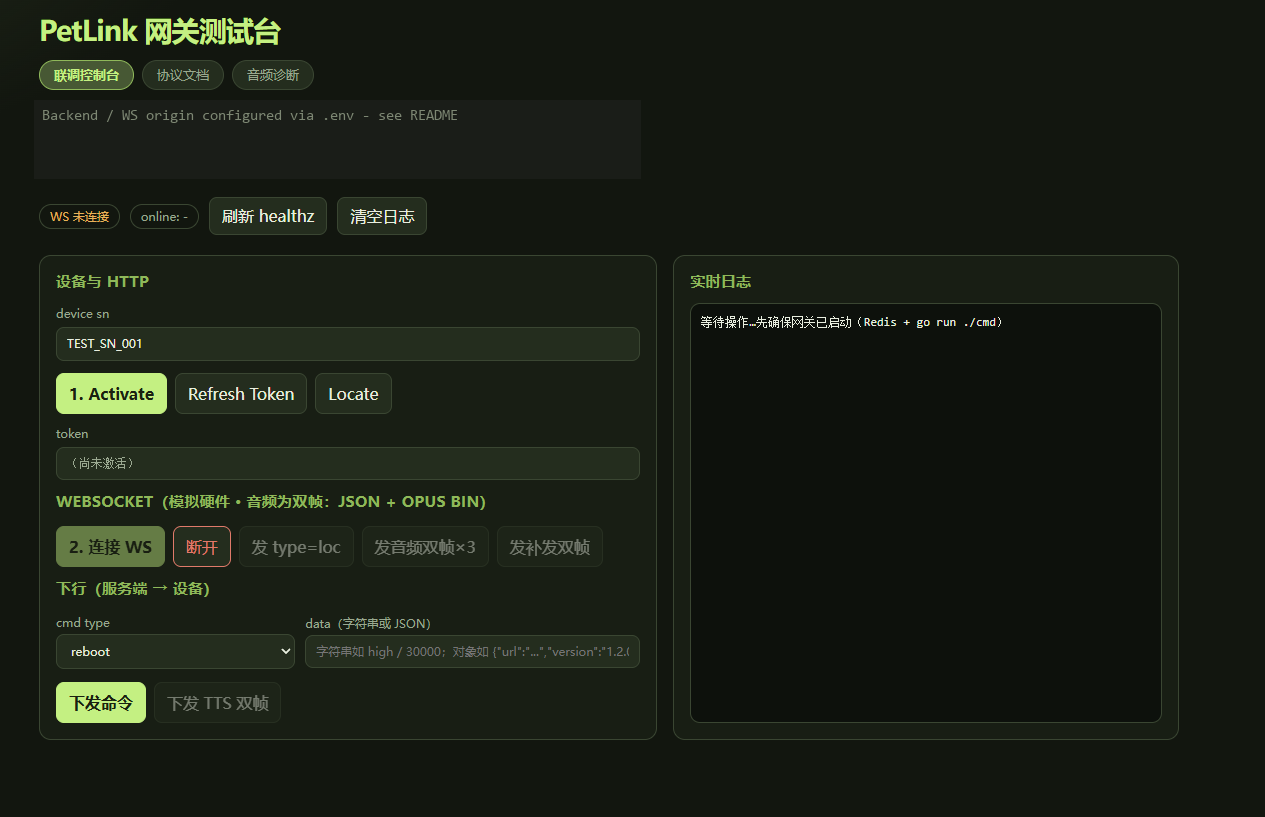 PetLink 网关测试台
联调控制台 协议文档 音频诊断
Backend / WS origin configured via .env - see README
WS 未连接 online: - 刷新 healthz 清空日志
设备与 HTTP
device sn
TEST_SN_001
1. Activate Refresh Token Locate
token
（尚未激活）
WEBSOCKET（模拟硬件 • 音频为双帧：JSON + OPUS BIN）
2. 连接 WS 断开 发 type=loc 发音频双帧×3 发补发双帧
下行（服务端 → 设备）
cmd type data（字符串或 JSON）
reboot 字符串如 high / 30000；对象如 {"url":"...","version":"1.2.0
下发命令 下发 TTS 双帧
实时日志
等待操作…先确保网关已启动（Redis + go run ./cmd）